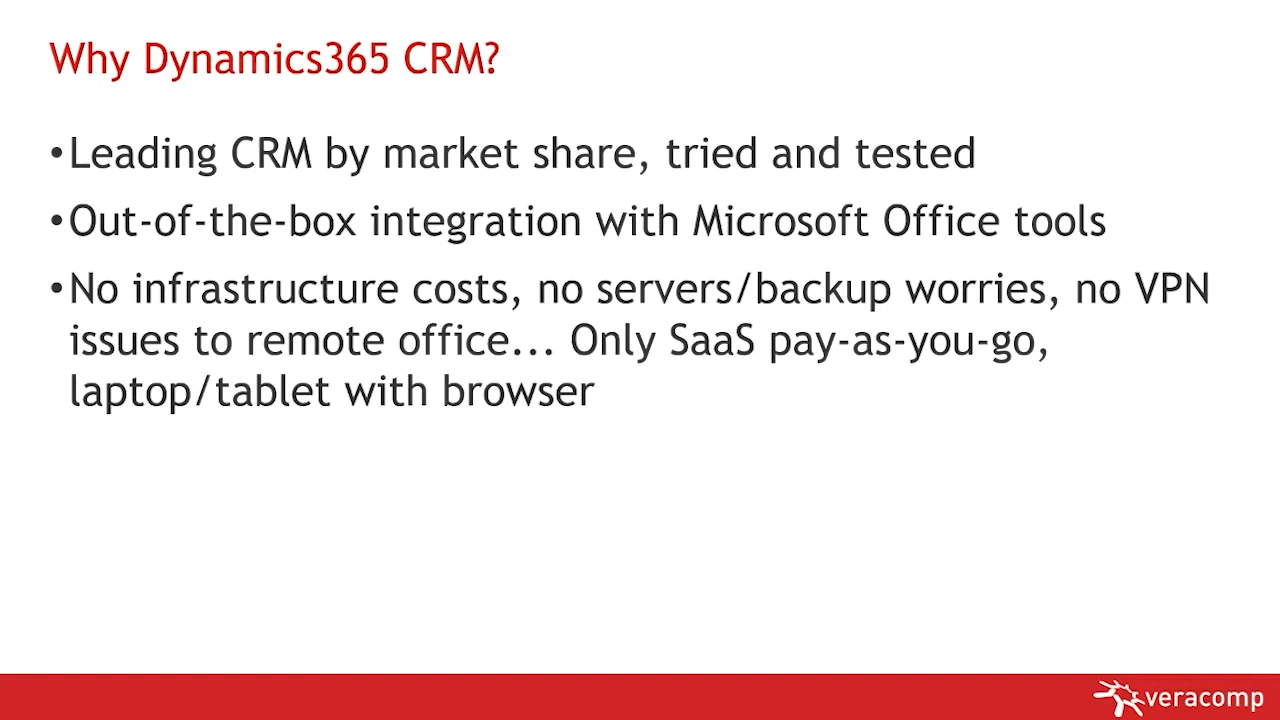 Why Dynamics365 CRM?
•Leading CRM by market share, tried and tested
•Out-of-the-box integration with Microsoft Office tools
•No infrastructure costs, no servers/backup worries, no VPN
issues to remote office... Only SaaS pay-as-you-go,
laptop/tablet with browser
veracomp